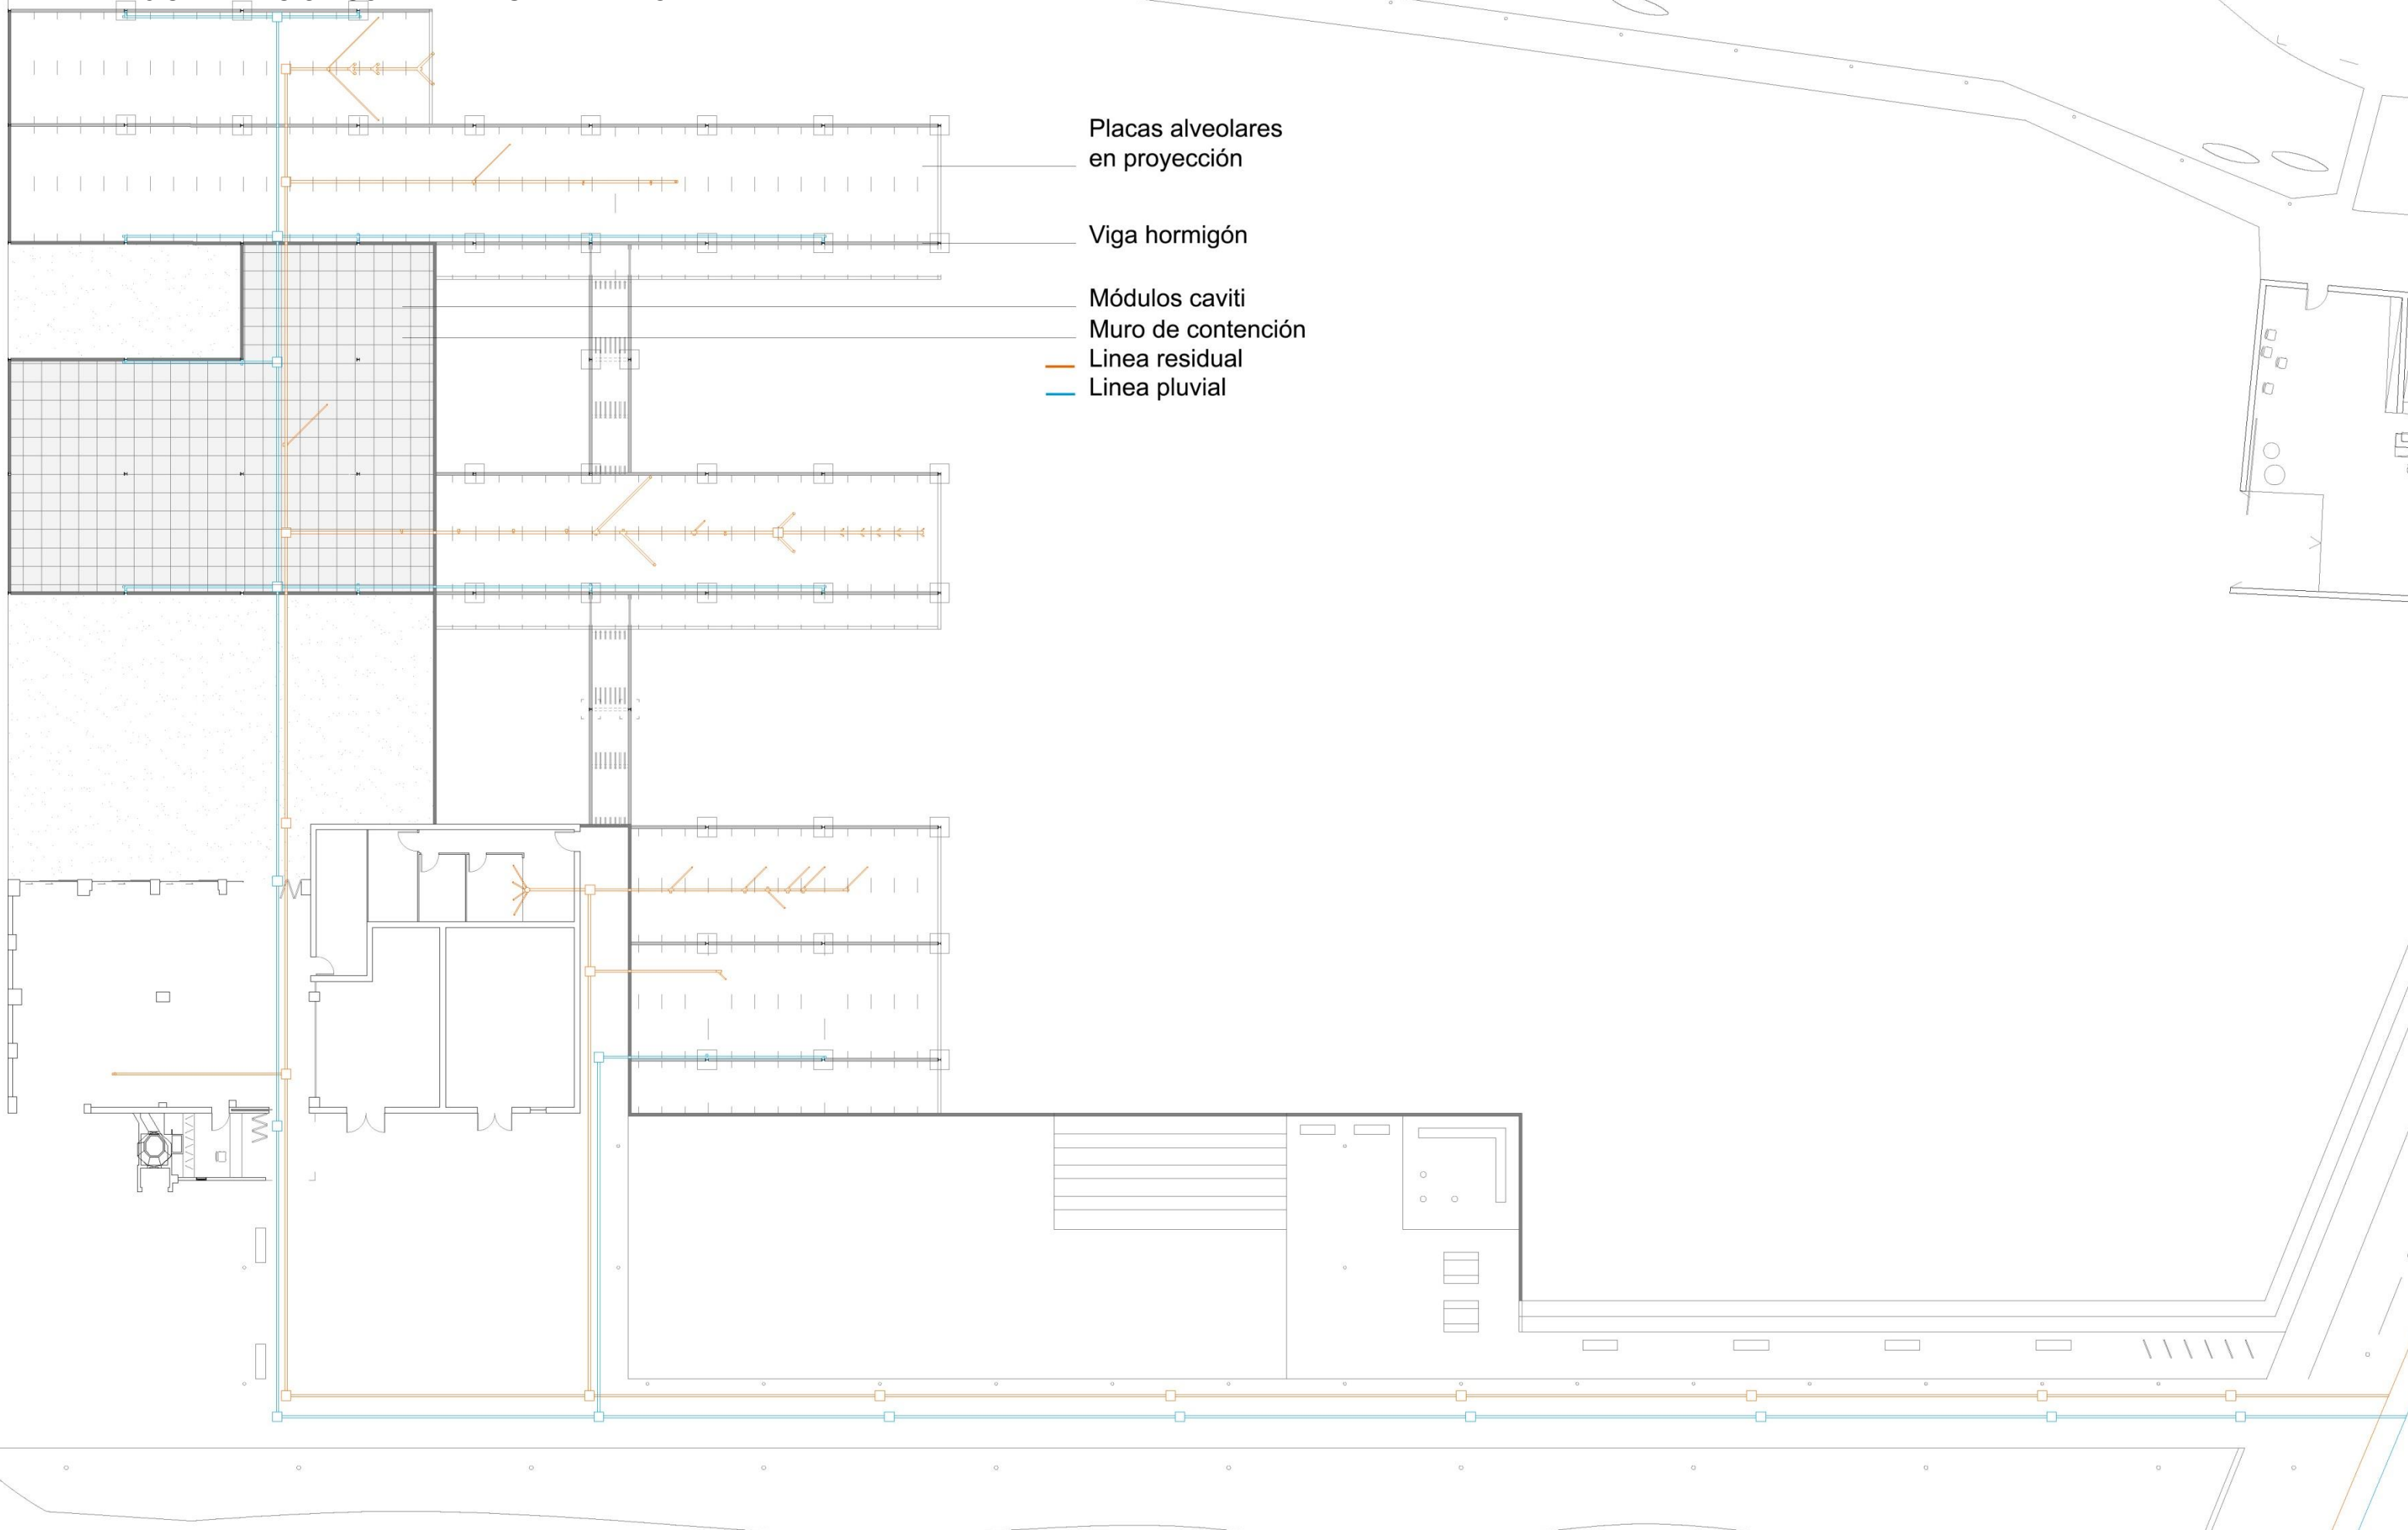 Placas alveolares
en proyección
Viga hormigón
Módulos caviti
Muro de contención
Linea residual
Linea pluvial